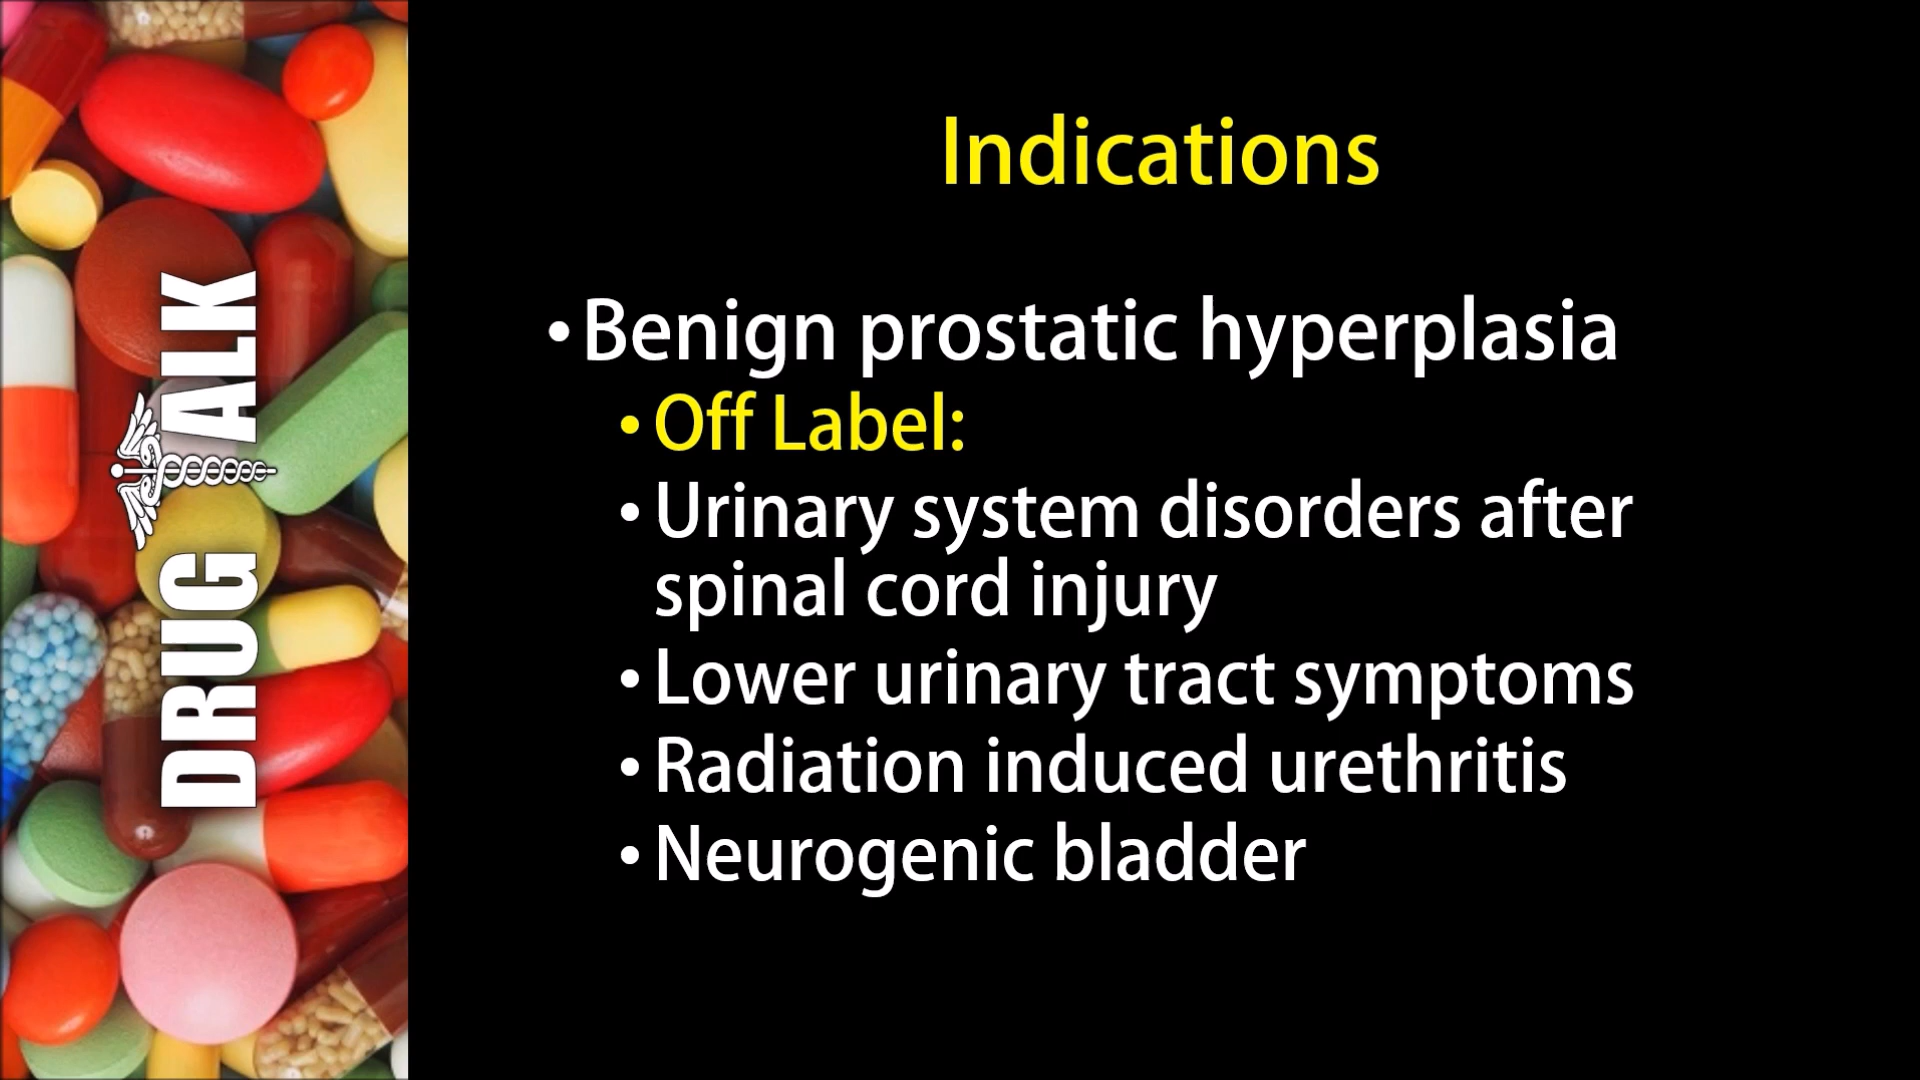 DRUG TALK
Indications
•Benign prostatic hyperplasia
•Off Label:
•Urinary system disorders after
spinal cord injury
•Lower urinary tract symptoms
•Radiation induced urethritis
•Neurogenic bladder